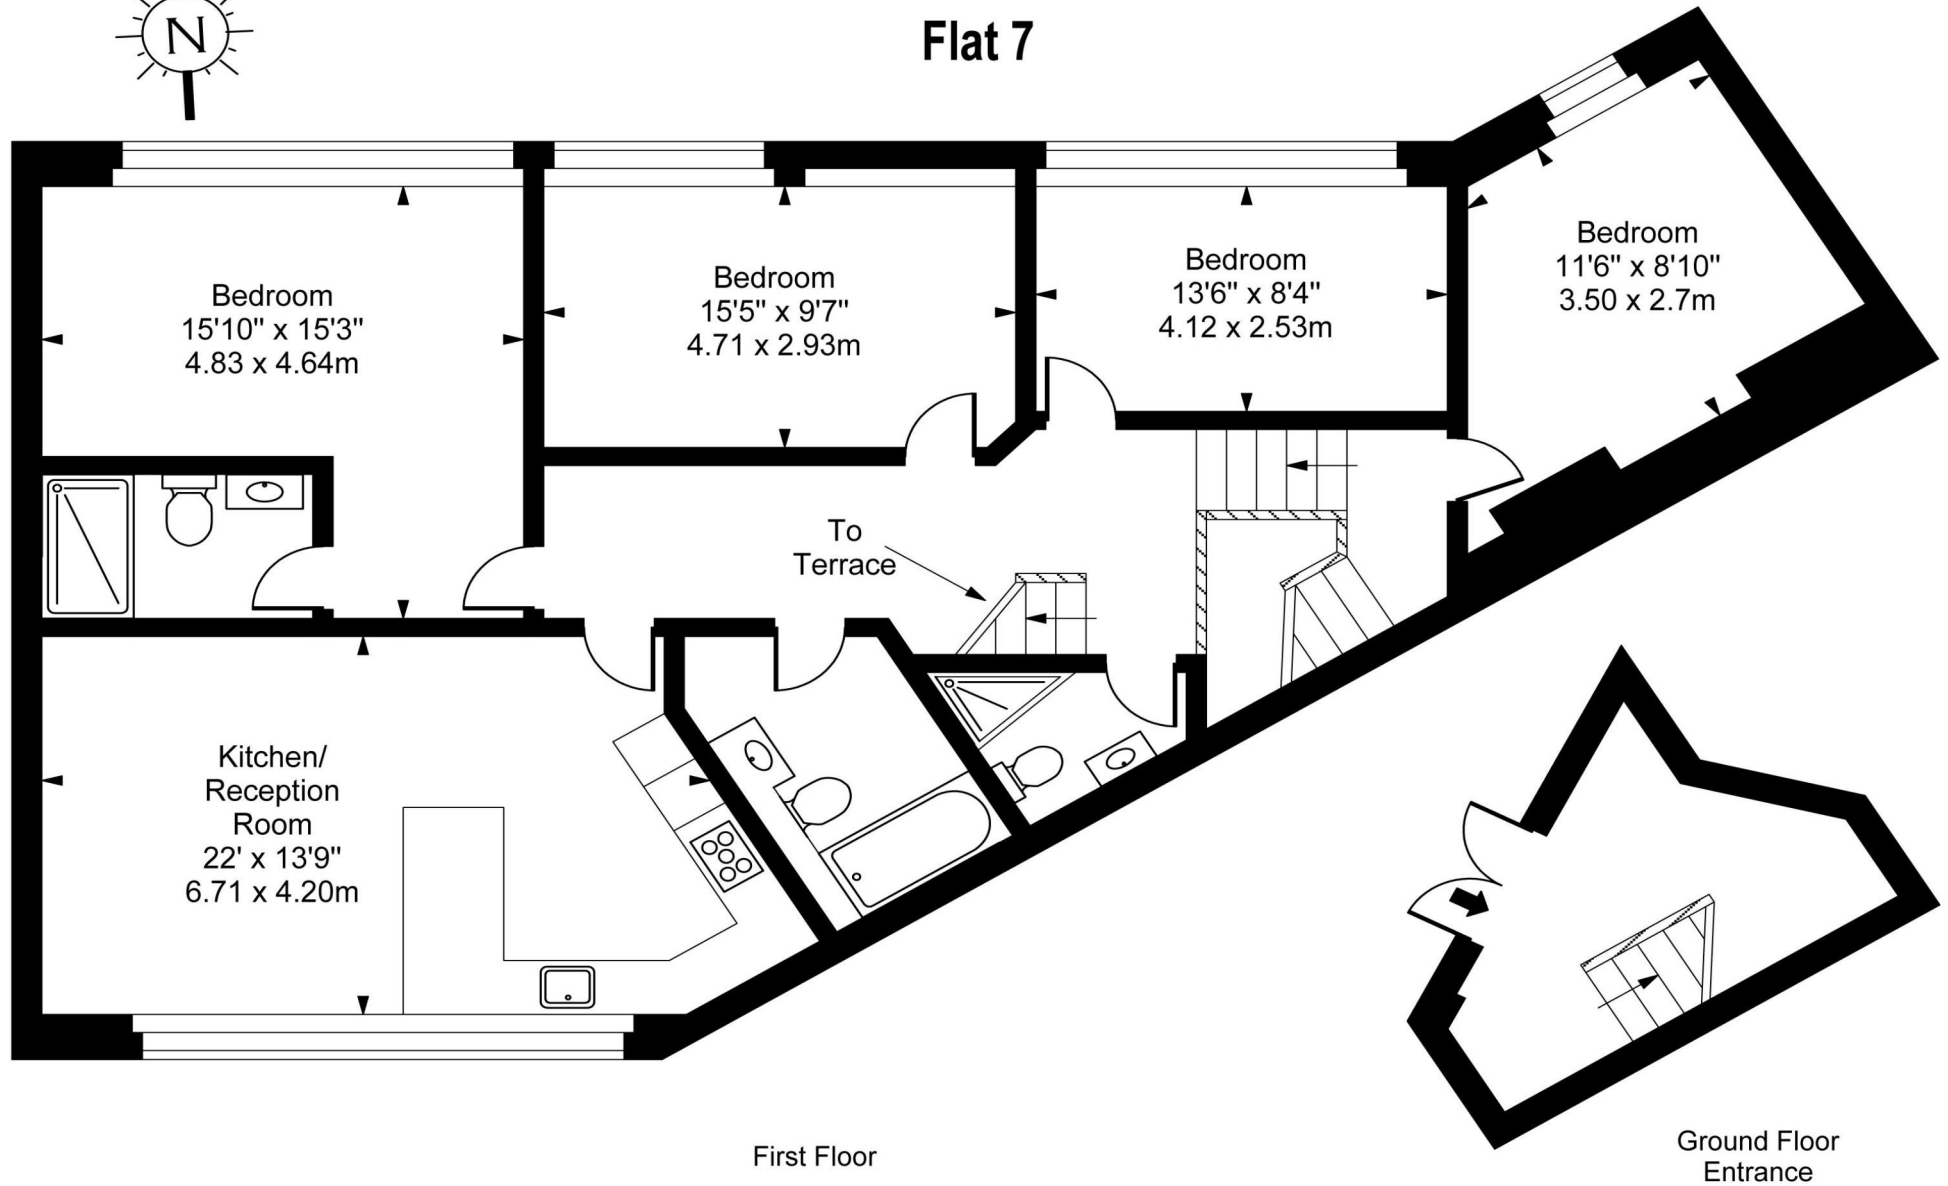 N
Flat 7
Bedroom
15'10" x 15'3"
4.83 x 4.64m
Bedroom
15'5" x 9'7"
4.71 x 2.93m
Bedroom
13'6" x 8'4"
4.12 x 2.53m
Bedroom
11'6" x 8'10"
3.50 x 2.7m
To
Terrace
Kitchen/
Reception
Room
22' x 13'9"
6.71 x 4.20m
First Floor
Ground Floor
Entrance